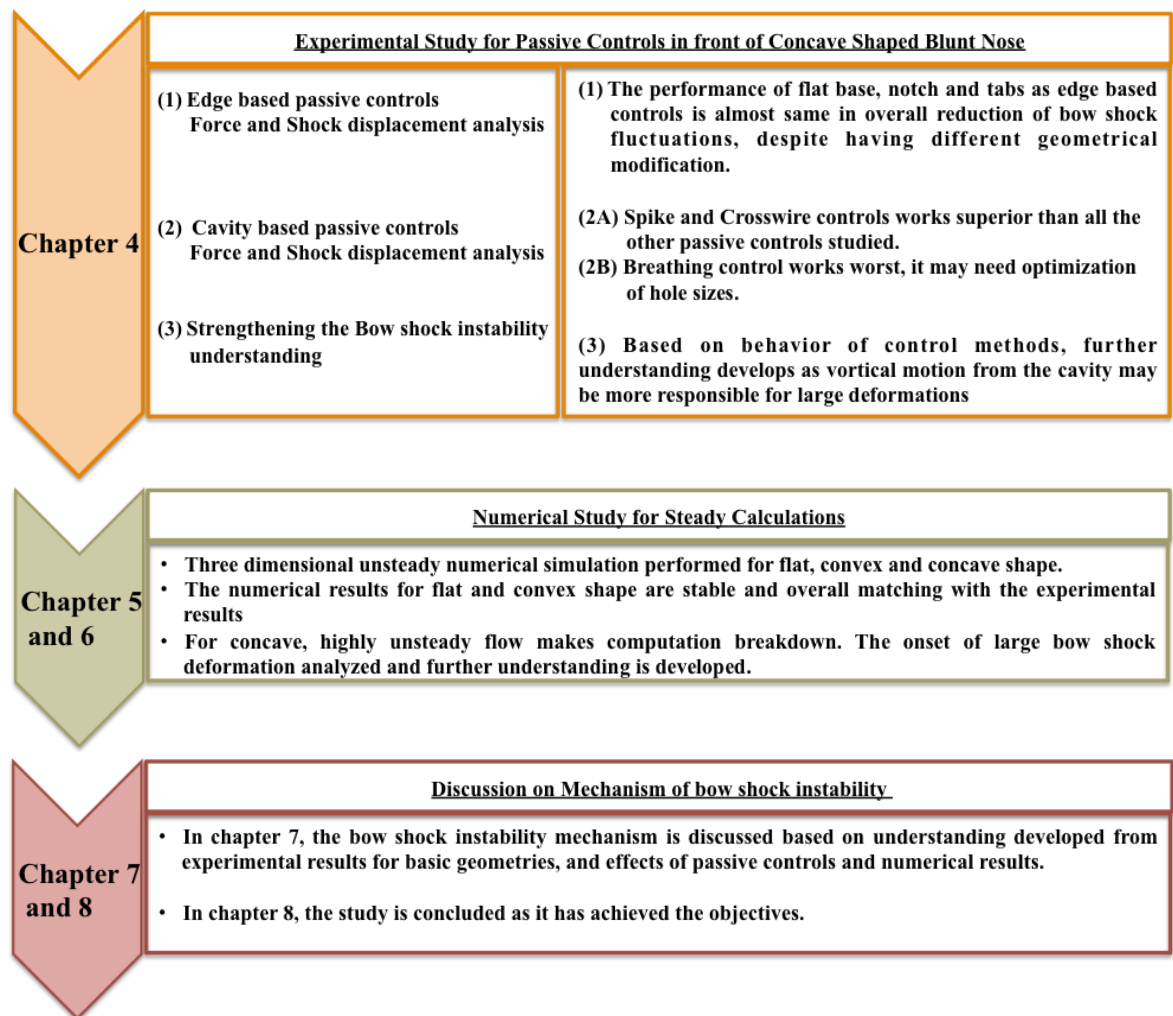 Experimental Study for Passive Controls in front of Concave Shaped Blunt Nose
Chapter 4
(1) Edge based passive controls
Force and Shock displacement analysis
(2) Cavity based passive controls
Force and Shock displacement analysis
(3) Strengthening the Bow shock instability
understanding
(1) The performance of flat base, notch and tabs as edge based
controls is almost same in overall reduction of bow shock
fluctuations, despite having different geometrical
modification.
(2A) Spike and Crosswire controls works superior than all the
other passive controls studied.
(2B) Breathing control works worst, it may need optimization
of hole sizes.
(3) Based on behavior of control methods, further
understanding develops as vortical motion from the cavity may
be more responsible for large deformations
Numerical Study for Steady Calculations
Chapter 5
and 6
• Three dimensional unsteady numerical simulation performed for flat, convex and concave shape.
• The numerical results for flat and convex shape are stable and overall matching with the experimental
results
• For concave, highly unsteady flow makes computation breakdown. The onset of large bow shock
deformation analyzed and further understanding is developed.
Discussion on Mechanism of bow shock instability
Chapter 7
and 8
• In chapter 7, the bow shock instability mechanism is discussed based on understanding developed from
experimental results for basic geometries, and effects of passive controls and numerical results.
• In chapter 8, the study is concluded as it has achieved the objectives.